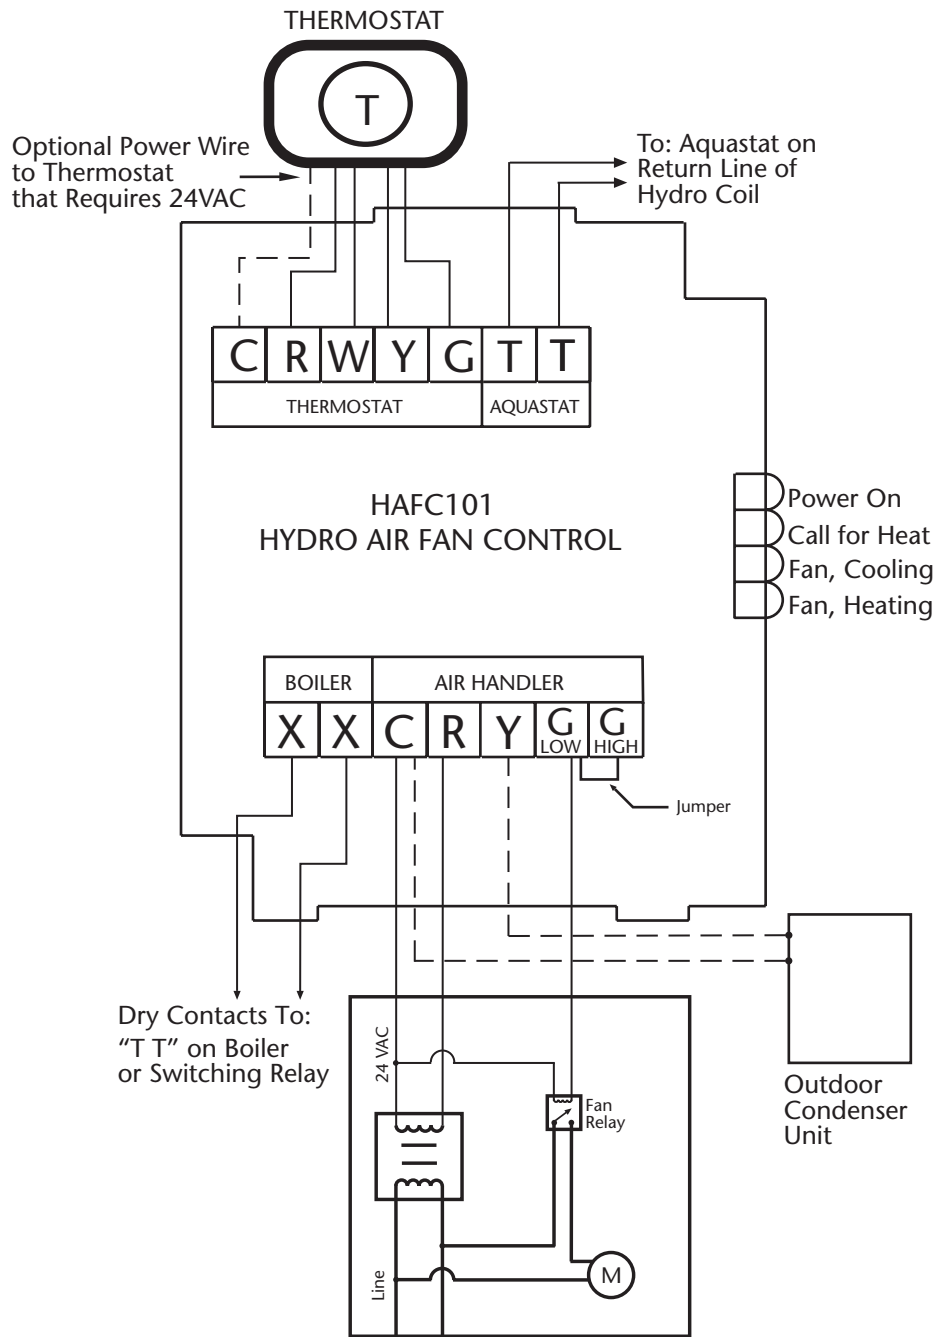 THERMOSTAT
T
Optional Power Wire
to Thermostat
that Requires 24VAC
To: Aquastat on
Return Line of
Hydro Coil
C R W Y G T T
THERMOSTAT AQUASTAT
HAFC101
HYDRO AIR FAN CONTROL
Power On
Call for Heat
Fan, Cooling
Fan, Heating
BOILER AIR HANDLER
X X C R Y G G
LOW HIGH
Jumper
Dry Contacts To:
“T T” on Boiler
or Switching Relay
24 VAC
Fan
Relay
Outdoor
Condenser
Unit
Line
M